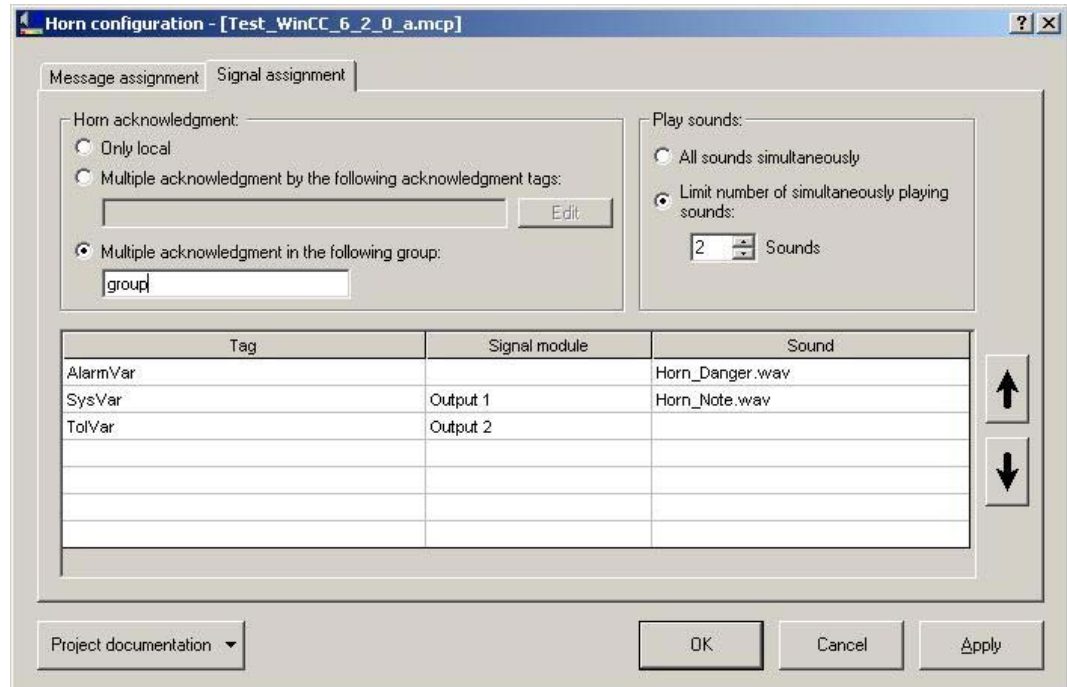 Horn configuration - [Test_WinCC_6_2_0_a.mcp]
Message assignment
Signal assignment
Horn acknowledgment:
Only local
Multiple acknowledgment by the following acknowledgment tags:
Edit
Multiple acknowledgment in the following group:
group
Play sounds:
All sounds simultaneously
Limit number of simultaneously playing
sounds:
2 Sounds
Tag Signal module Sound
AlarmVar Horn_Danger.wav
SysVar Output 1 Horn_Note.wav
TolVar Output 2
Project documentation
OK
Cancel
Apply